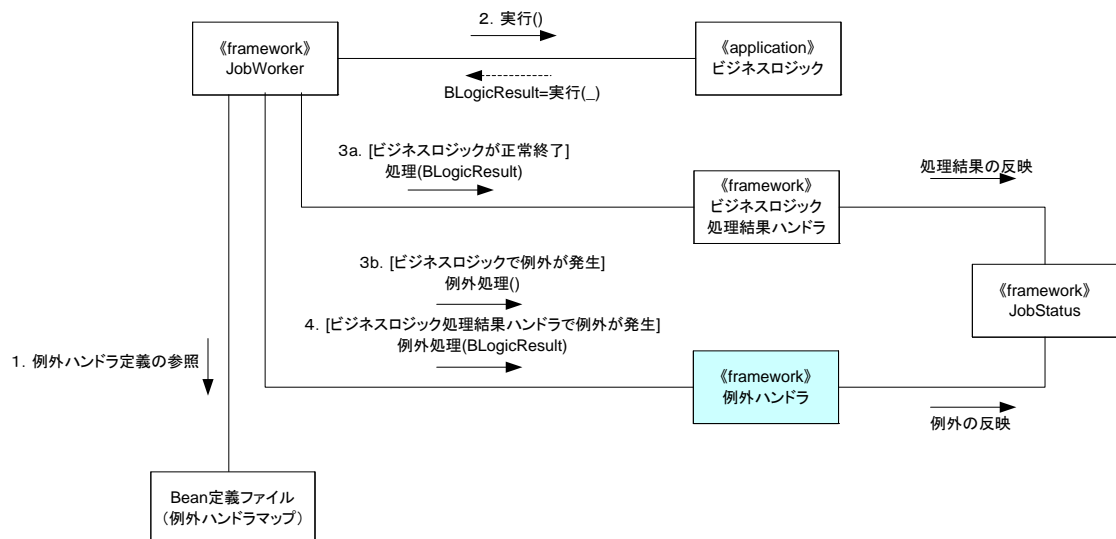 2．実行()
《framework》
JobWorker
《application》
ビジネスロジック
BLogicResult=実行(_)
3a．[ビジネスロジックが正常終了]
処理(BLogicResult)
処理結果の反映
《framework》
ビジネスロジック
処理結果ハンドラ
3b．[ビジネスロジックで例外が発生]
例外処理()
《framework》
JobStatus
4．[ビジネスロジック処理結果ハンドラで例外が発生]
例外処理(BLogicResult)
1．例外ハンドラ定義の参照
《framework》
例外ハンドラ
例外の反映
Bean定義ファイル
（例外ハンドラマップ）